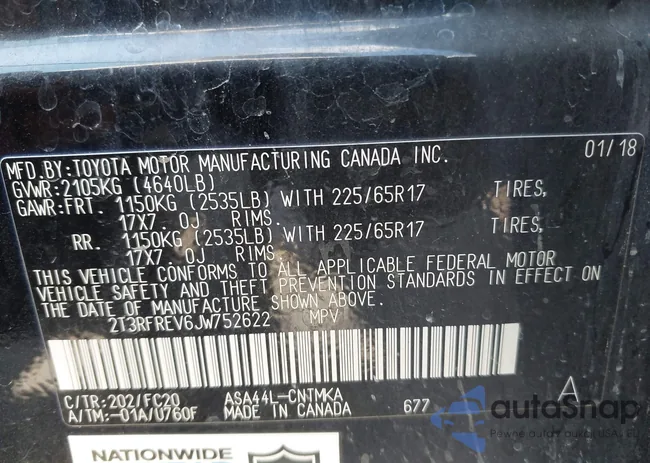 MFD.BY:TOYOTA MOTOR MANUFACTURING CANADA INC. 01/18
GVWR:2105KG (4640LB)
GAWR:FRT. 1150KG (2535LB) WITH 225/65R17 TIRES,
17X7.0J RIMS.
RR. 1150KG (2535LB) WITH 225/65R17 TIRES,
17X7.0J RIMS.
THIS VEHICLE CONFORMS TO ALL APPLICABLE FEDERAL MOTOR
VEHICLE SAFETY AND THEFT PREVENTION STANDARDS IN EFFECT ON
THE DATE OF MANUFACTURE SHOWN ABOVE.
2T3RFREV6JW752622 MPV
C/TR:202/FC20 ASA44L-CNTMKA A
A/TM:-01A/U760F MADE IN CANADA 677
autoSnap
Pewne auto z
NATIONWIDE